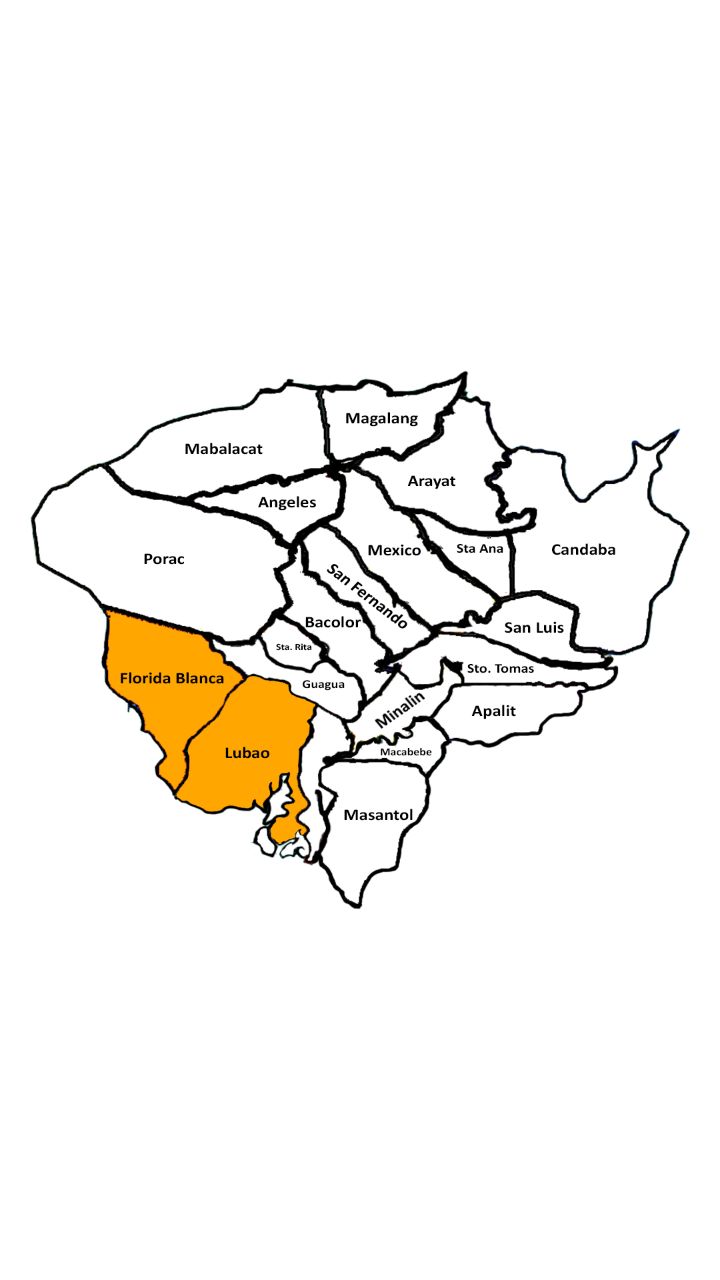 Magalang
Mabalacat
Arayat
Angeles
Mexico
Sta Ana
Candaba
Porac
San Fernando
Bacolor
San Luis
Sta. Rita
Sto. Tomas
Florida Blanca
Guagua
Minalin
Apalit
Lubao
Macabebe
Masantol